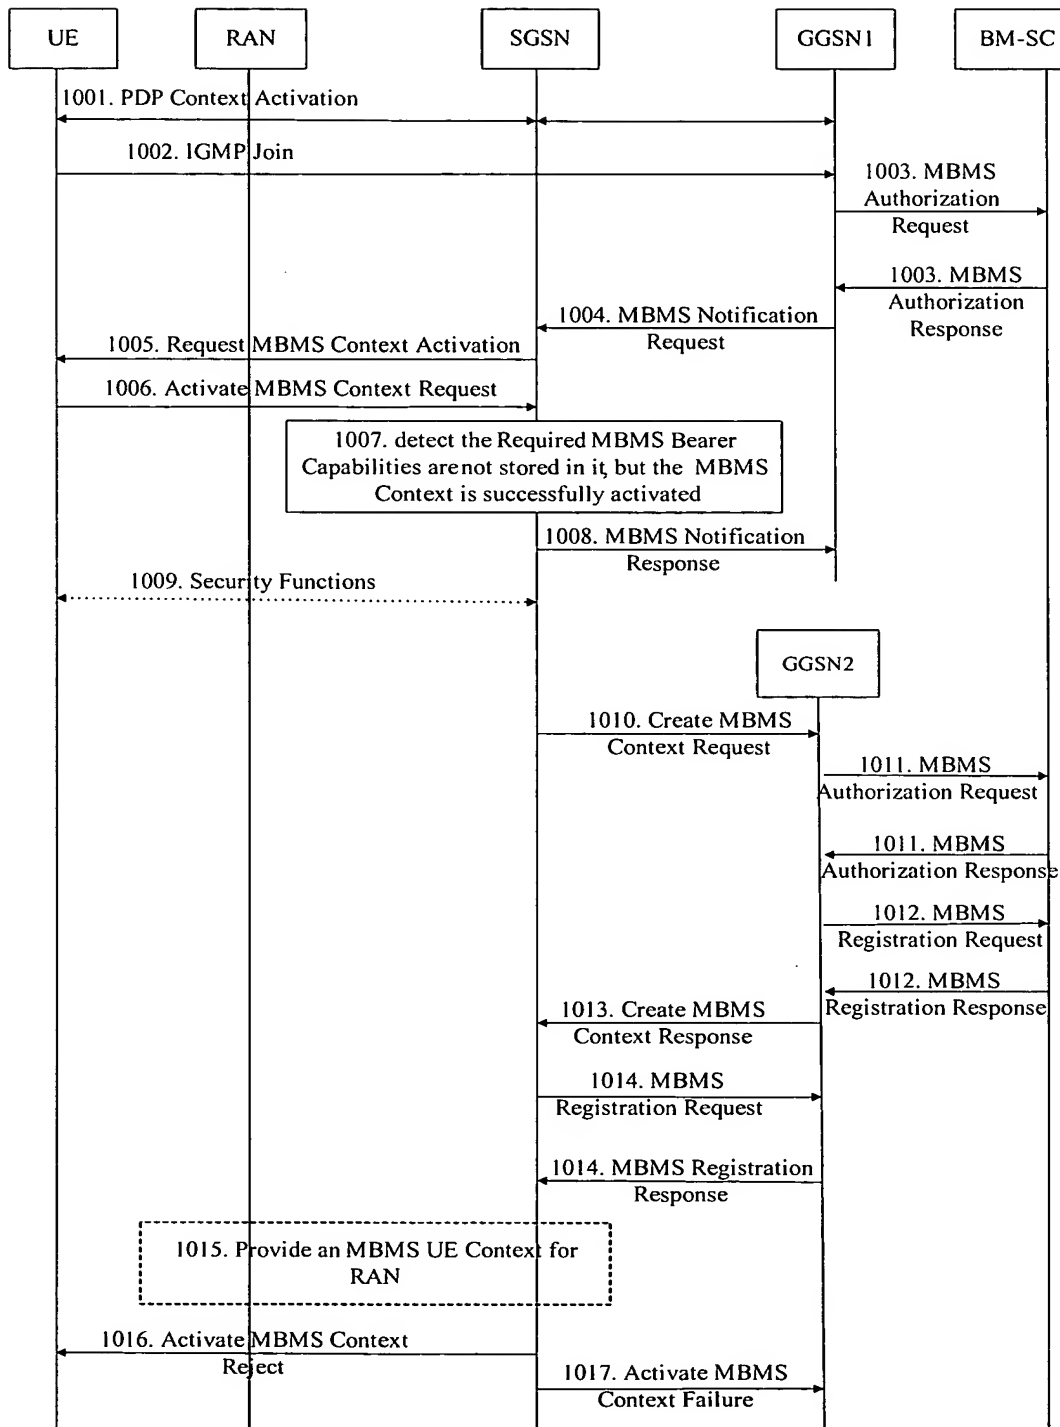 UE
RAN
SGSN
GGSN1
BM-SC
1001. PDP Context Activation
1002. IGMP Join
1003. MBMS
Authorization
Request
1003. MBMS
Authorization
Response
1004. MBMS Notification
Request
1005. Request MBMS Context Activation
1006. Activate MBMS Context Request
1007. detect the Required MBMS Bearer
Capabilities are not stored in it, but the MBMS
Context is successfully activated
1008. MBMS Notification
Response
1009. Security Functions
GGSN2
1010. Create MBMS
Context Request
1011. MBMS
Authorization Request
1011. MBMS
Authorization Response
1012. MBMS
Registration Request
1012. MBMS
Registration Response
1013. Create MBMS
Context Response
1014. MBMS
Registration Request
1014. MBMS Registration
Response
1015. Provide an MBMS UE Context for
RAN
1016. Activate MBMS Context
Reject
1017. Activate MBMS
Context Failure